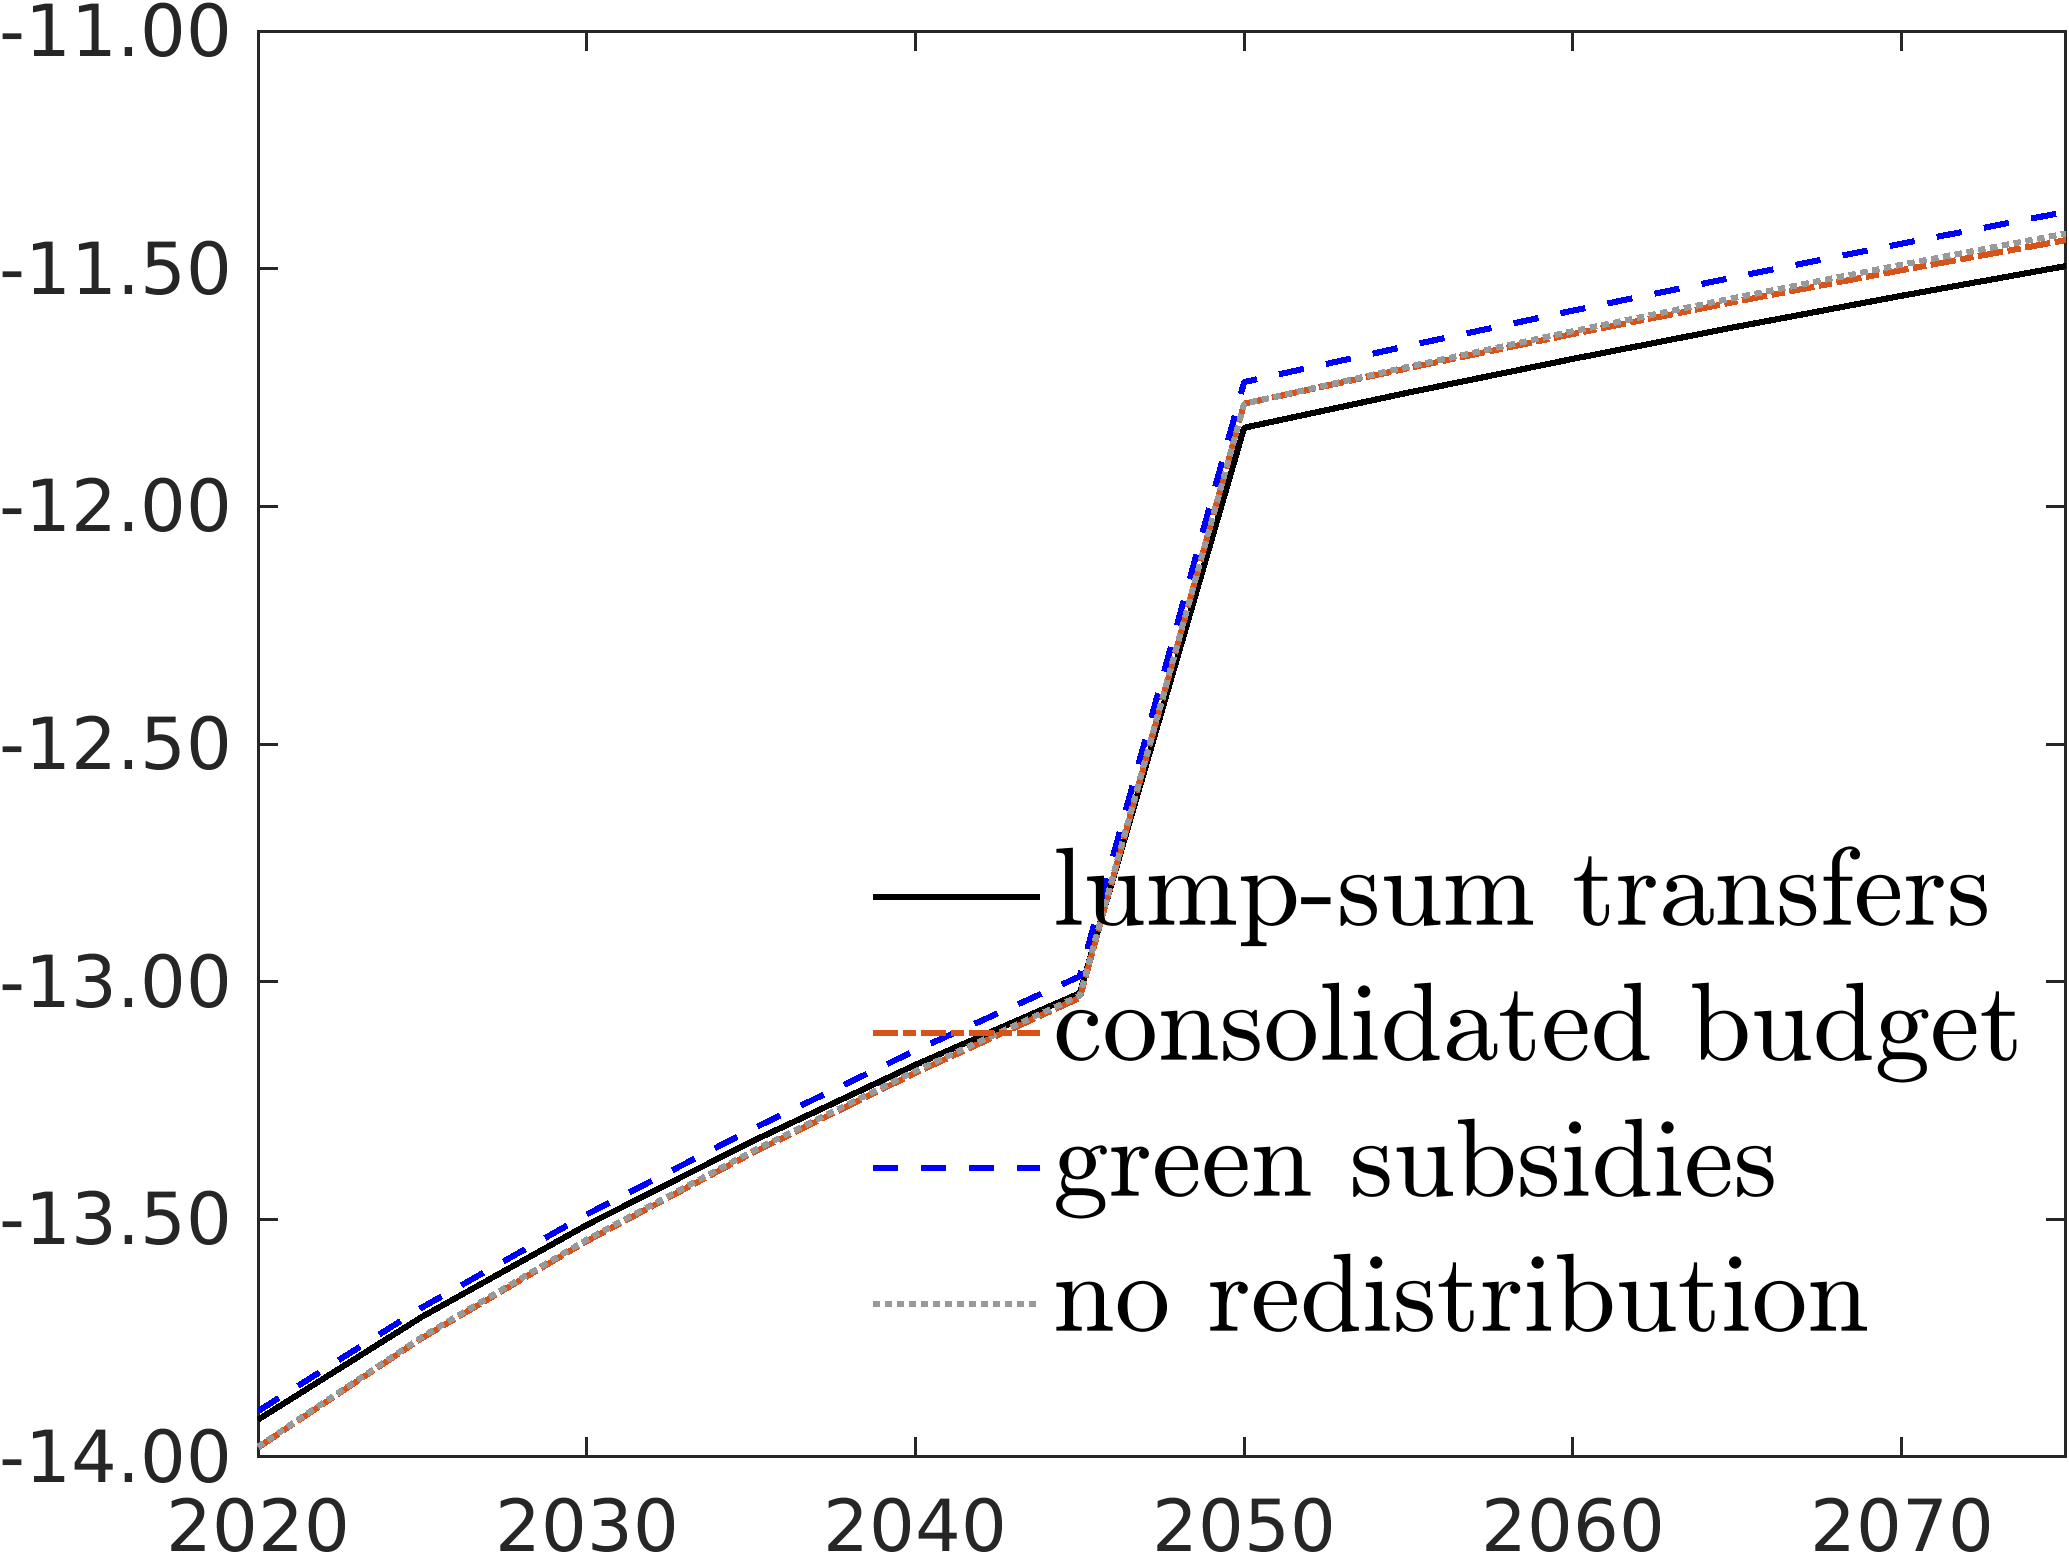 -11.00
-11.50
-12.00
-12.50
-13.00
-13.50
-14.00
2020 2030 2040 2050 2060 2070
lump-sum transfers
consolidated budget
green subsidies
no redistribution